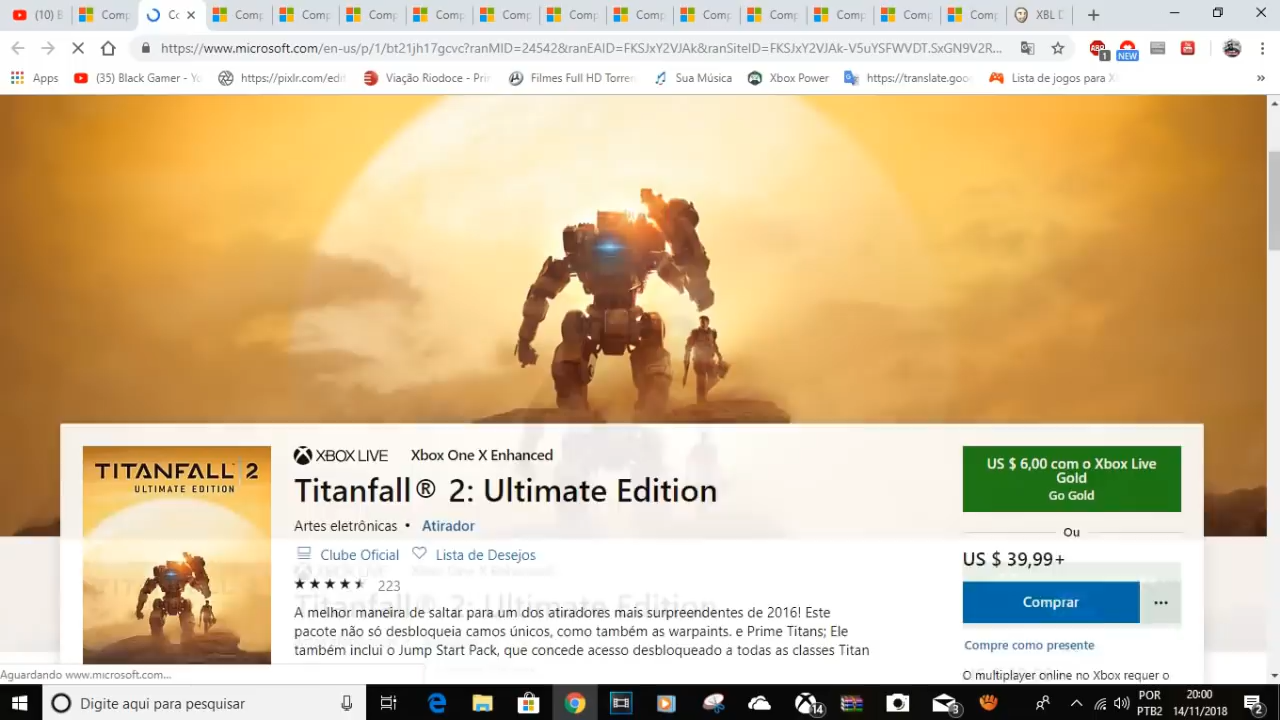 (10) B
Comp
Co
Comp
Comp
Comp
Comp
Comp
Comp
Comp
Comp
Comp
Comp
Comp
Comp
XBL D
https://www.microsoft.com/en-us/p/1/bt21jh17gcvc?ranMID=24542&ranEAID=FKSJxY2VJAk&ranSiteID=FKSJxY2VJAk-V5uYSFWVDT.SxGN9V2R...
1
NEW
Apps
(35) Black Gamer - Yo
https://pixlr.com/edit
Viação Riodoce - Prin
Filmes Full HD Torren
Sua Música
Xbox Power
https://translate.goo
Lista de jogos para X
»
XBOX LIVE
Xbox One X Enhanced
TITANFALL 2
ULTIMATE EDITION
Titanfall® 2: Ultimate Edition
Artes eletrônicas • Atirador
Clube Oficial
Lista de Desejos
223
A melhor maneira de saltar para um dos atiradores mais surpreendentes de 2016! Este
pacote não só desbloqueia camos únicos, como também as warpaints. e Prime Titans; Ele
também inclui o Jump Start Pack, que concede acesso desbloqueado a todas as classes Titan
US $ 6,00 com o Xbox Live
Gold
Go Gold
Ou
US $ 39,99+
Comprar
...
Compre como presente
O multiplayer online no Xbox requer o
Aguardando www.microsoft.com...
Digite aqui para pesquisar
14
3
POR
PTB2
20:00
14/11/2018